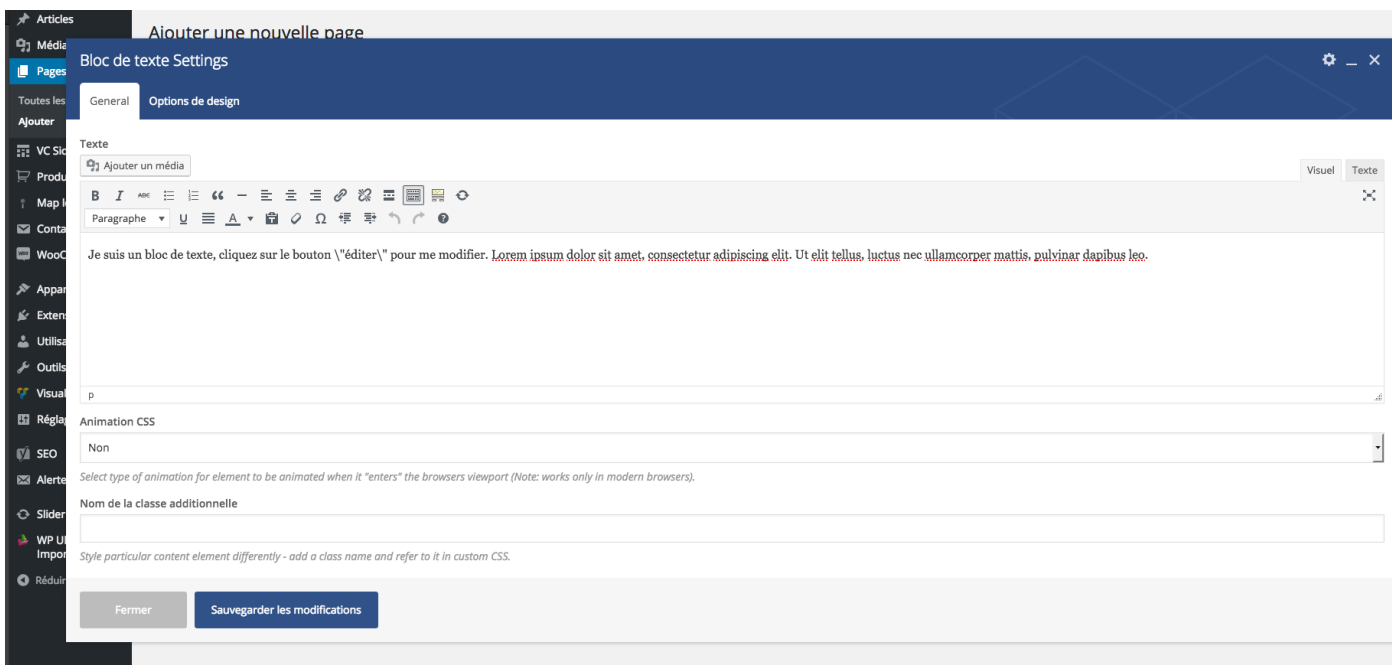 Articles
Ajouter une nouvelle page
Média
Bloc de texte Settings
Pages
Toutes les
General Options de design
Ajouter
Texte
VC Sid
Ajouter un média
Visuel Texte
Produ
B I ABC
Map l
Paragraphe U A Ω
Conta
WooC
Je suis un bloc de texte, cliquez sur le bouton \"éditer\" pour me modifier. Lorem ipsum dolor sit amet, consectetur adipiscing elit. Ut elit tellus, luctus nec ullamcorper mattis, pulvinar dapibus leo.
Appar
Extens
Utilisa
Outils
Visual
p
Réglag
Animation CSS
Non
SEO
Alerte
Select type of animation for element to be animated when it "enters" the browsers viewport (Note: works only in modern browsers).
Nom de la classe additionnelle
Slider
WP Ul
Impor
Style particular content element differently - add a class name and refer to it in custom CSS.
Réduir
Fermer Sauvegarder les modifications